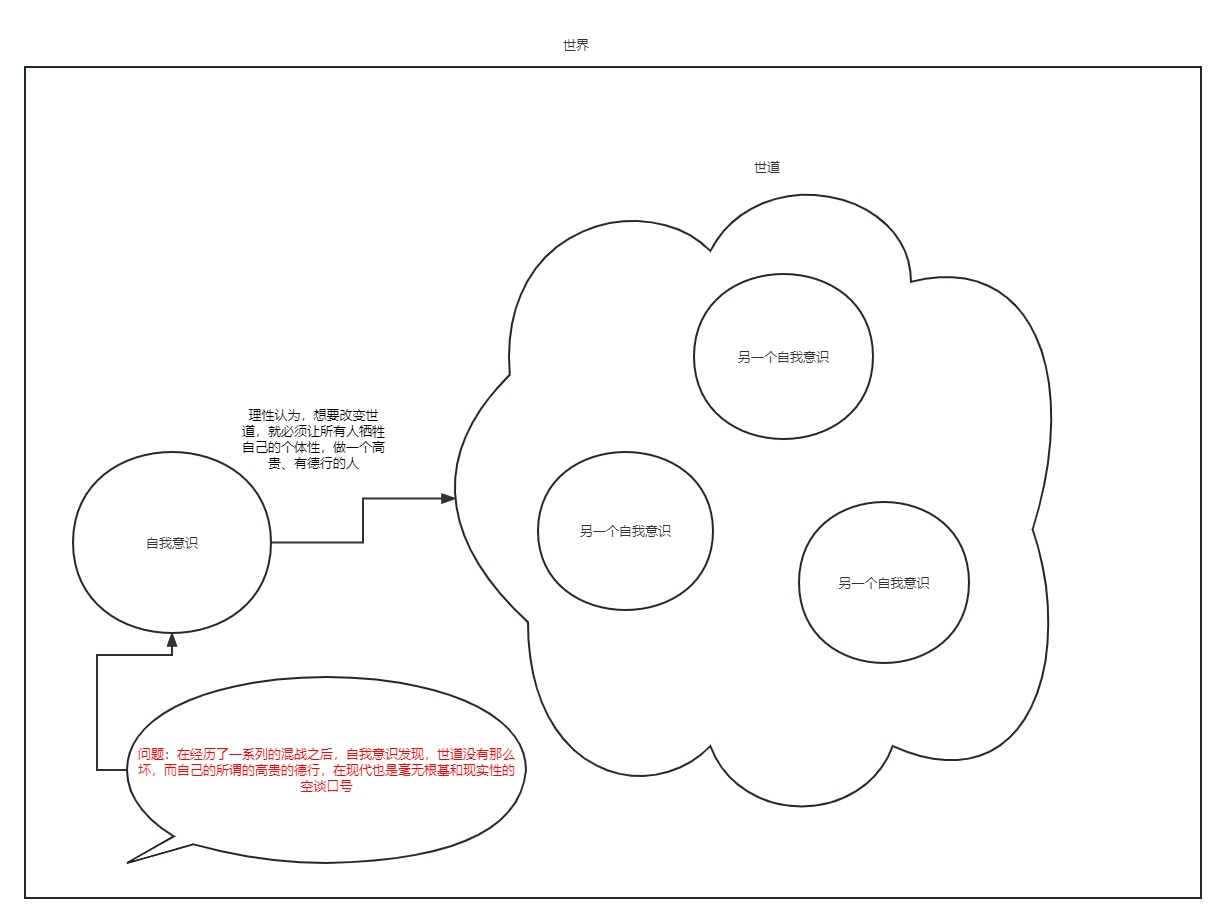 世界
世道
另一个自我意识
理性认为，想要改变世
道，就必须让所有人牺牲
自己的个体性，做一个高
贵、有德行的人
另一个自我意识
自我意识
另一个自我意识
问题：在经历了一系列的混战之后，自我意识发现，世道没有那么
坏，而自己的所谓的高贵的德行，在现代也是毫无根基和现实性的
空谈口号